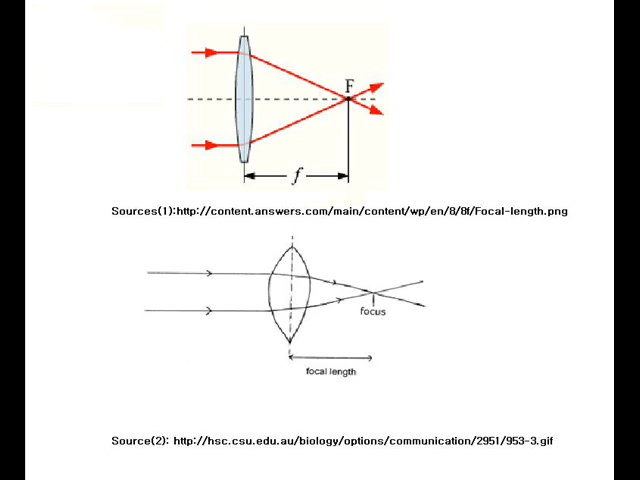 F
f
Sources(1):http://content.answers.com/main/content/wp/en/8/8f/Focal-length.png
focus
focal length
Source(2): http://hsc.csu.edu.au/biology/options/communication/2951/953-3.gif